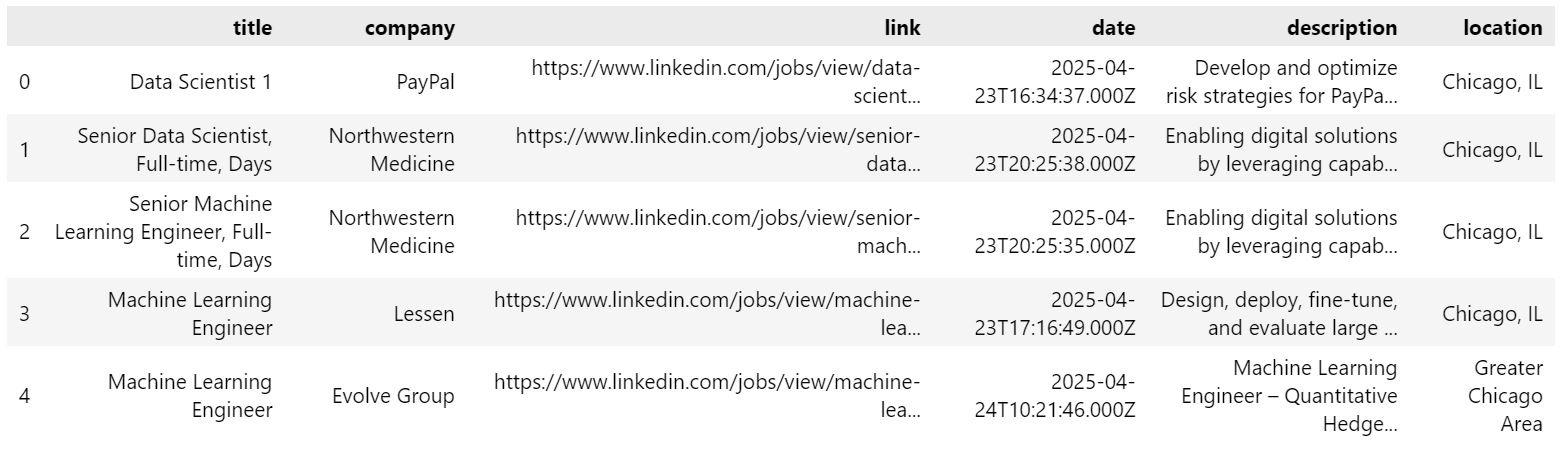 title company link date description location
0 Data Scientist 1 PayPal https://www.linkedin.com/jobs/view/data-scient... 2025-04-23T16:34:37.000Z Develop and optimize risk strategies for PayPa... Chicago, IL
1 Senior Data Scientist, Full-time, Days Northwestern Medicine https://www.linkedin.com/jobs/view/senior-data... 2025-04-23T20:25:38.000Z Enabling digital solutions by leveraging capab... Chicago, IL
2 Senior Machine Learning Engineer, Full-time, Days Northwestern Medicine https://www.linkedin.com/jobs/view/senior-mach... 2025-04-23T20:25:35.000Z Enabling digital solutions by leveraging capab... Chicago, IL
3 Machine Learning Engineer Lessen https://www.linkedin.com/jobs/view/machine-lea... 2025-04-23T17:16:49.000Z Design, deploy, fine-tune, and evaluate large ... Chicago, IL
4 Machine Learning Engineer Evolve Group https://www.linkedin.com/jobs/view/machine-lea... 2025-04-24T10:21:46.000Z Machine Learning Engineer – Quantitative Hedge... Greater Chicago Area